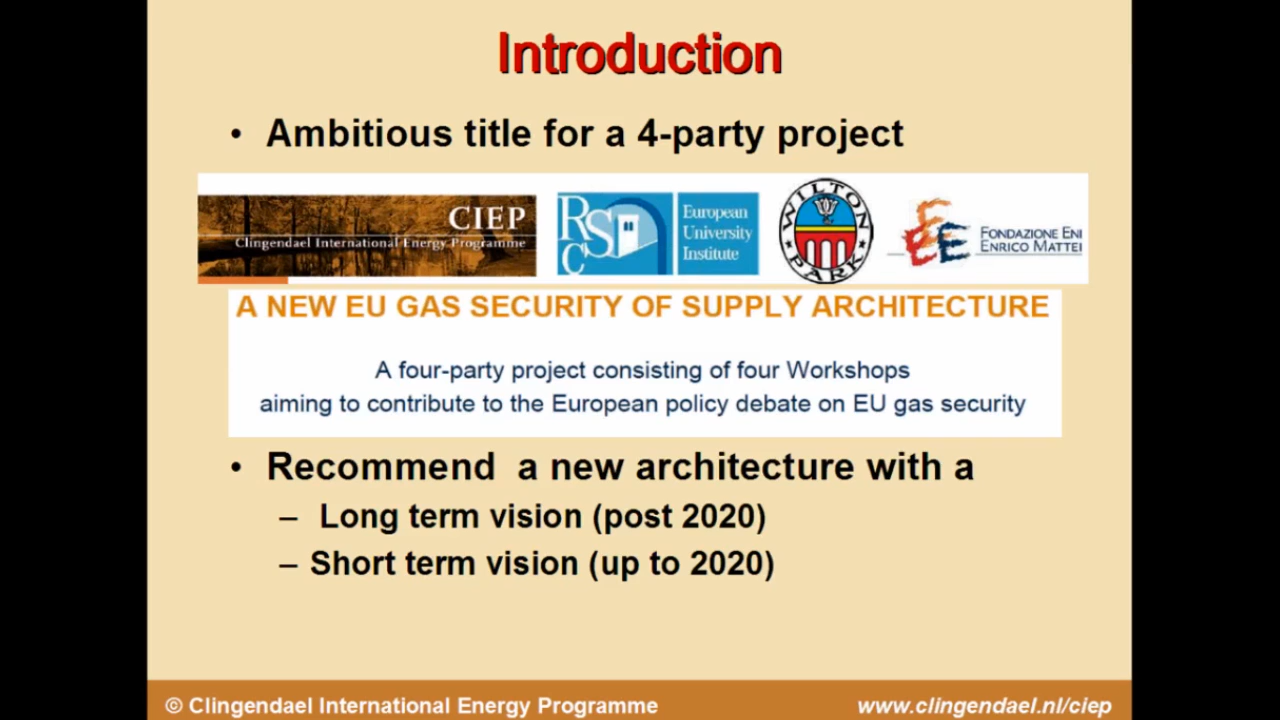 Introduction
• Ambitious title for a 4-party project
CIEP
Clingendael International Energy Programme
RSC
European
University
Institute
WILTON
PARK
FEEM
FONDAZIONE ENI
ENRICO MATTEI
A NEW EU GAS SECURITY OF SUPPLY ARCHITECTURE
A four-party project consisting of four Workshops
aiming to contribute to the European policy debate on EU gas security
• Recommend a new architecture with a
– Long term vision (post 2020)
– Short term vision (up to 2020)
© Clingendael International Energy Programme
www.clingendael.nl/ciep